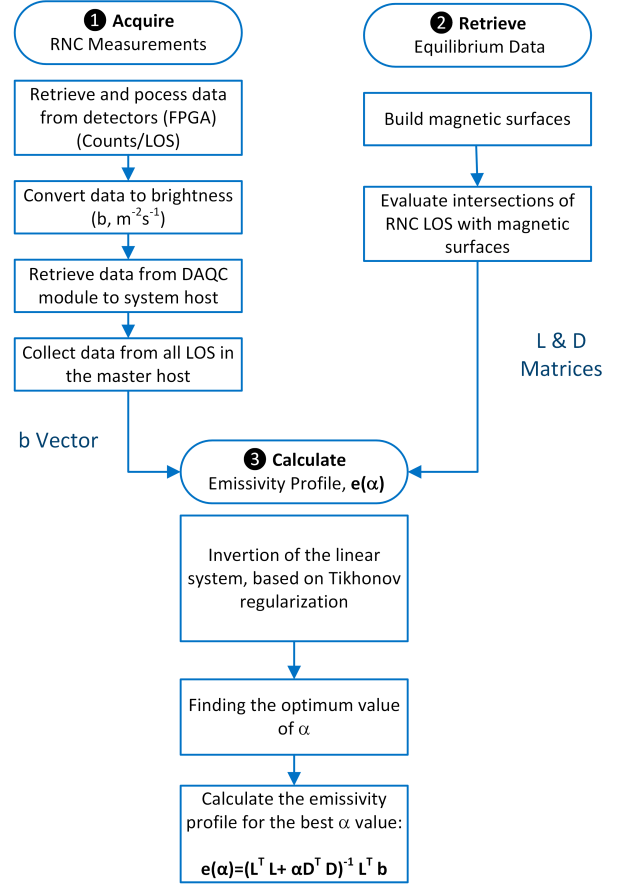 ❶ Acquire
RNC Measurements
Retrieve and pocess data
from detectors (FPGA)
(Counts/LOS)
Convert data to brightness
(b, m⁻²s⁻¹)
Retrieve data from DAQC
module to system host
Collect data from all LOS in
the master host
b Vector
❷ Retrieve
Equilibrium Data
Build magnetic surfaces
Evaluate intersections of
RNC LOS with magnetic
surfaces
L & D
Matrices
❸ Calculate
Emissivity Profile, e(α)
Invertion of the linear
system, based on Tikhonov
regularization
Finding the optimum value
of α
Calculate the emissivity
profile for the best α value:
e(α)=(Lᵀ L+ αDᵀ D)⁻¹ Lᵀ b